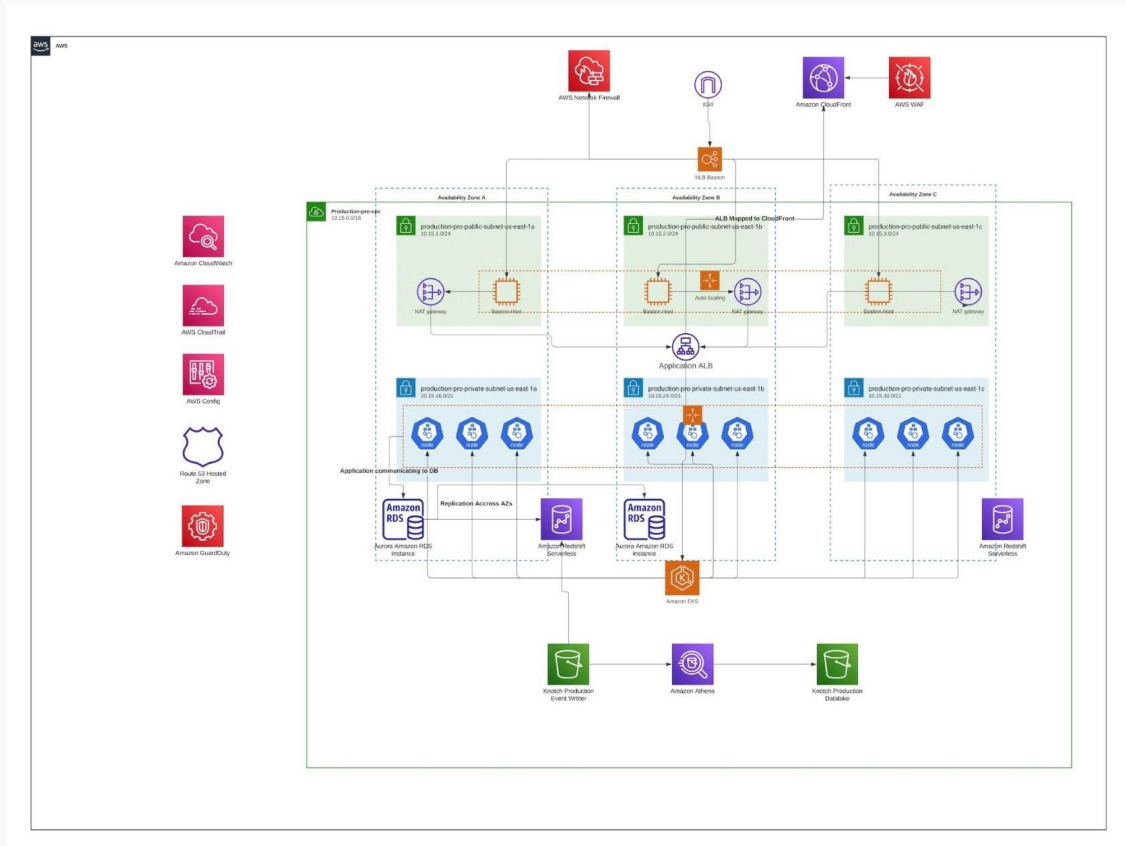 aws
AWS
AWS Network Firewall
IGW
Amazon CloudFront
AWS WAF
NLB Bastion
Availability Zone A
Availability Zone B
Availability Zone C
Production-pro-vpc
10.15.0.0/16
ALB Mapped to CloudFront
production-pro-public-subnet-us-east-1a
10.15.1.0/24
production-pro-public-subnet-us-east-1b
10.15.2.0/24
production-pro-public-subnet-us-east-1c
10.15.3.0/24
NAT gateway
Bastion Host
Bastion Host
Auto Scaling
NAT gateway
Bastion Host
NAT gateway
Amazon CloudWatch
AWS CloudTrail
AWS Config
Route 53 Hosted
Zone
Amazon GuardDuty
Application ALB
production-pro-private-subnet-us-east-1a
10.15.16.0/21
production-pro-private-subnet-us-east-1b
10.15.24.0/21
production-pro-private-subnet-us-east-1c
10.15.32.0/21
node
node
node
node
node
node
node
node
node
Application communicating to DB
Replication Accross AZs
Amazon
RDS
Aurora Amazon RDS
Instance
Amazon Redshift
Serverless
Amazon
RDS
Aurora Amazon RDS
Instance
Amazon Redshift
Serverless
Amazon EKS
Knotch Production
Event Writer
Amazon Athena
Knotch Production
Datalake